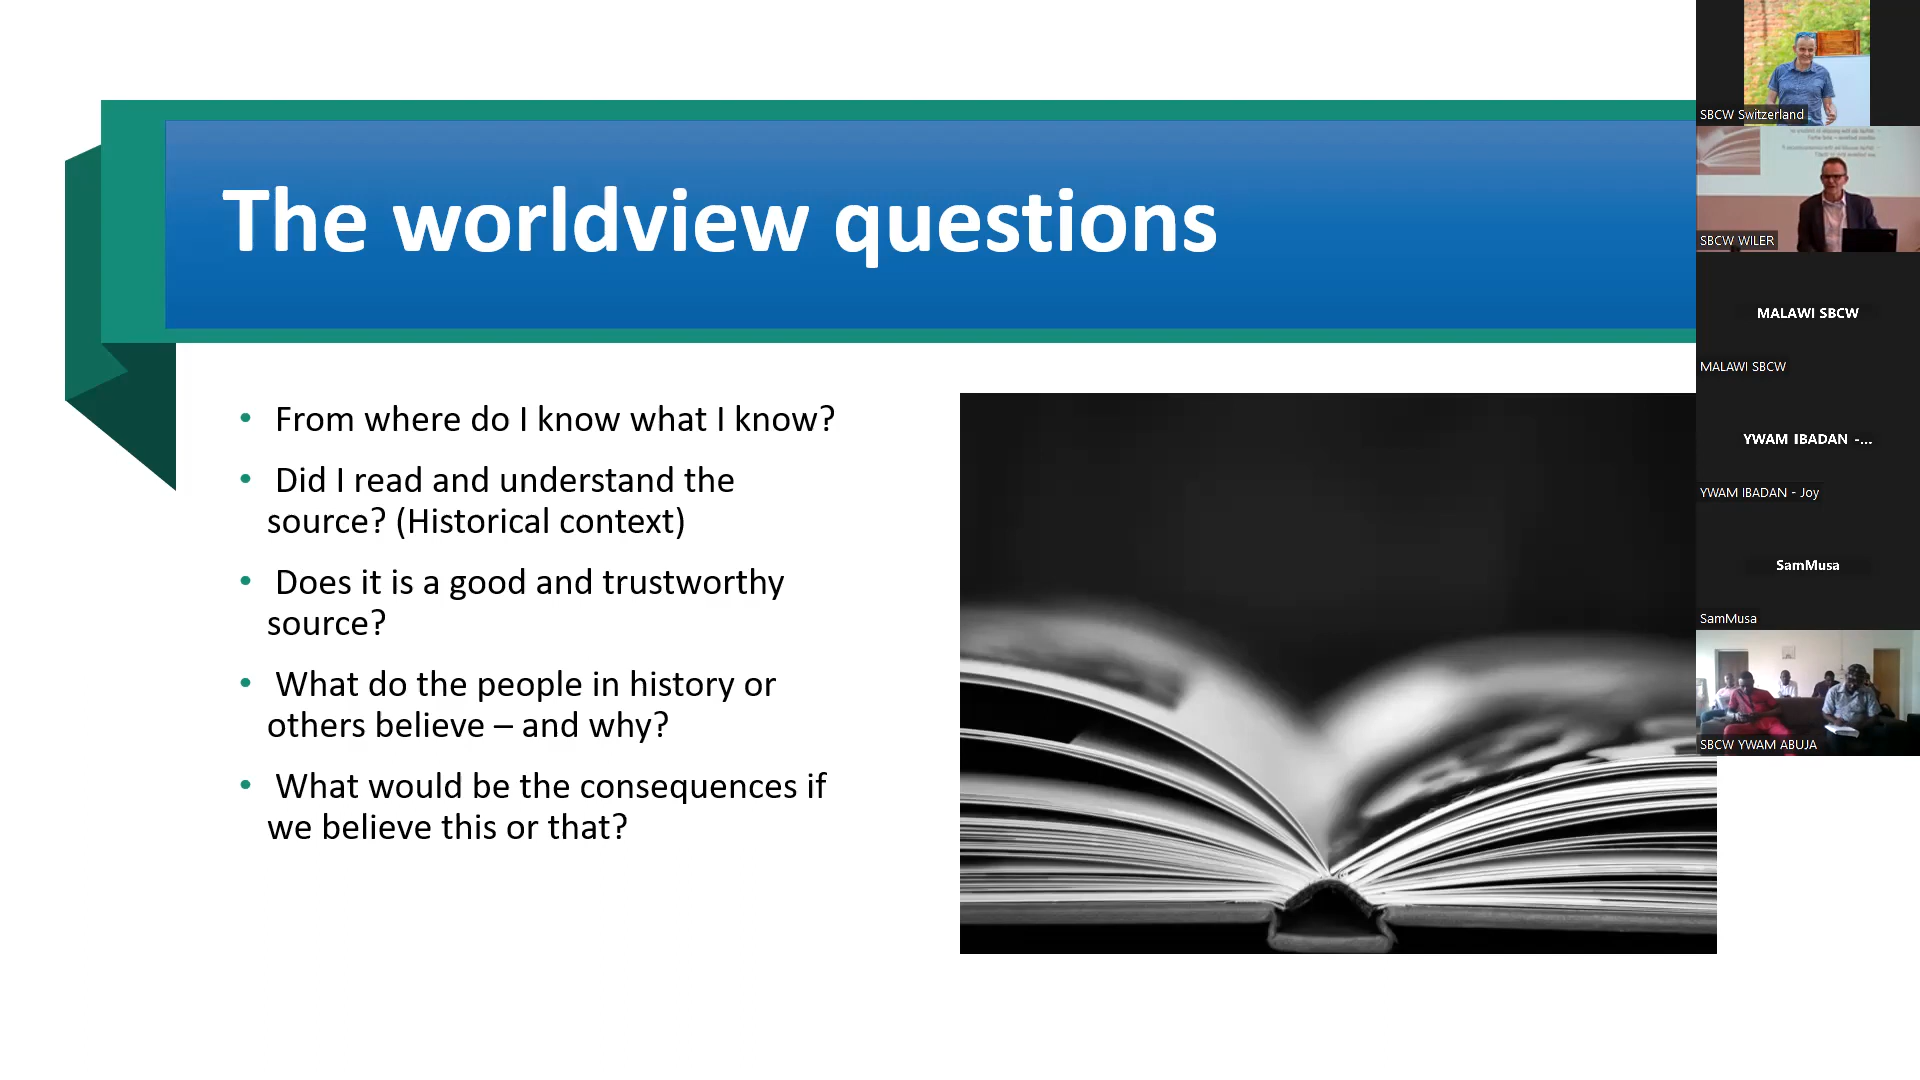 The worldview questions
• From where do I know what I know?
• Did I read and understand the
source? (Historical context)
• Does it is a good and trustworthy
source?
• What do the people in history or
others believe – and why?
• What would be the consequences if
we believe this or that?
SBCW Switzerland
SBCW WILER
MALAWI SBCW
MALAWI SBCW
YWAM IBADAN -...
YWAM IBADAN - Joy
SamMusa
SamMusa
SBCW YWAM ABUJA